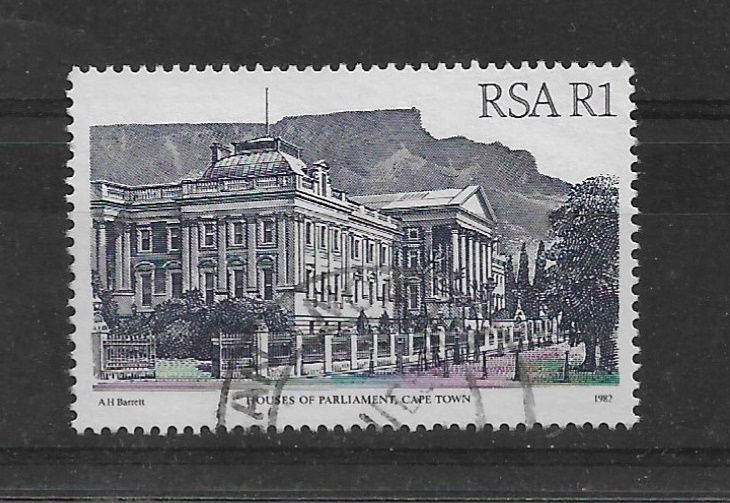 RSA R1
A H Barrett
HOUSES OF PARLIAMENT, CAPE TOWN
1982